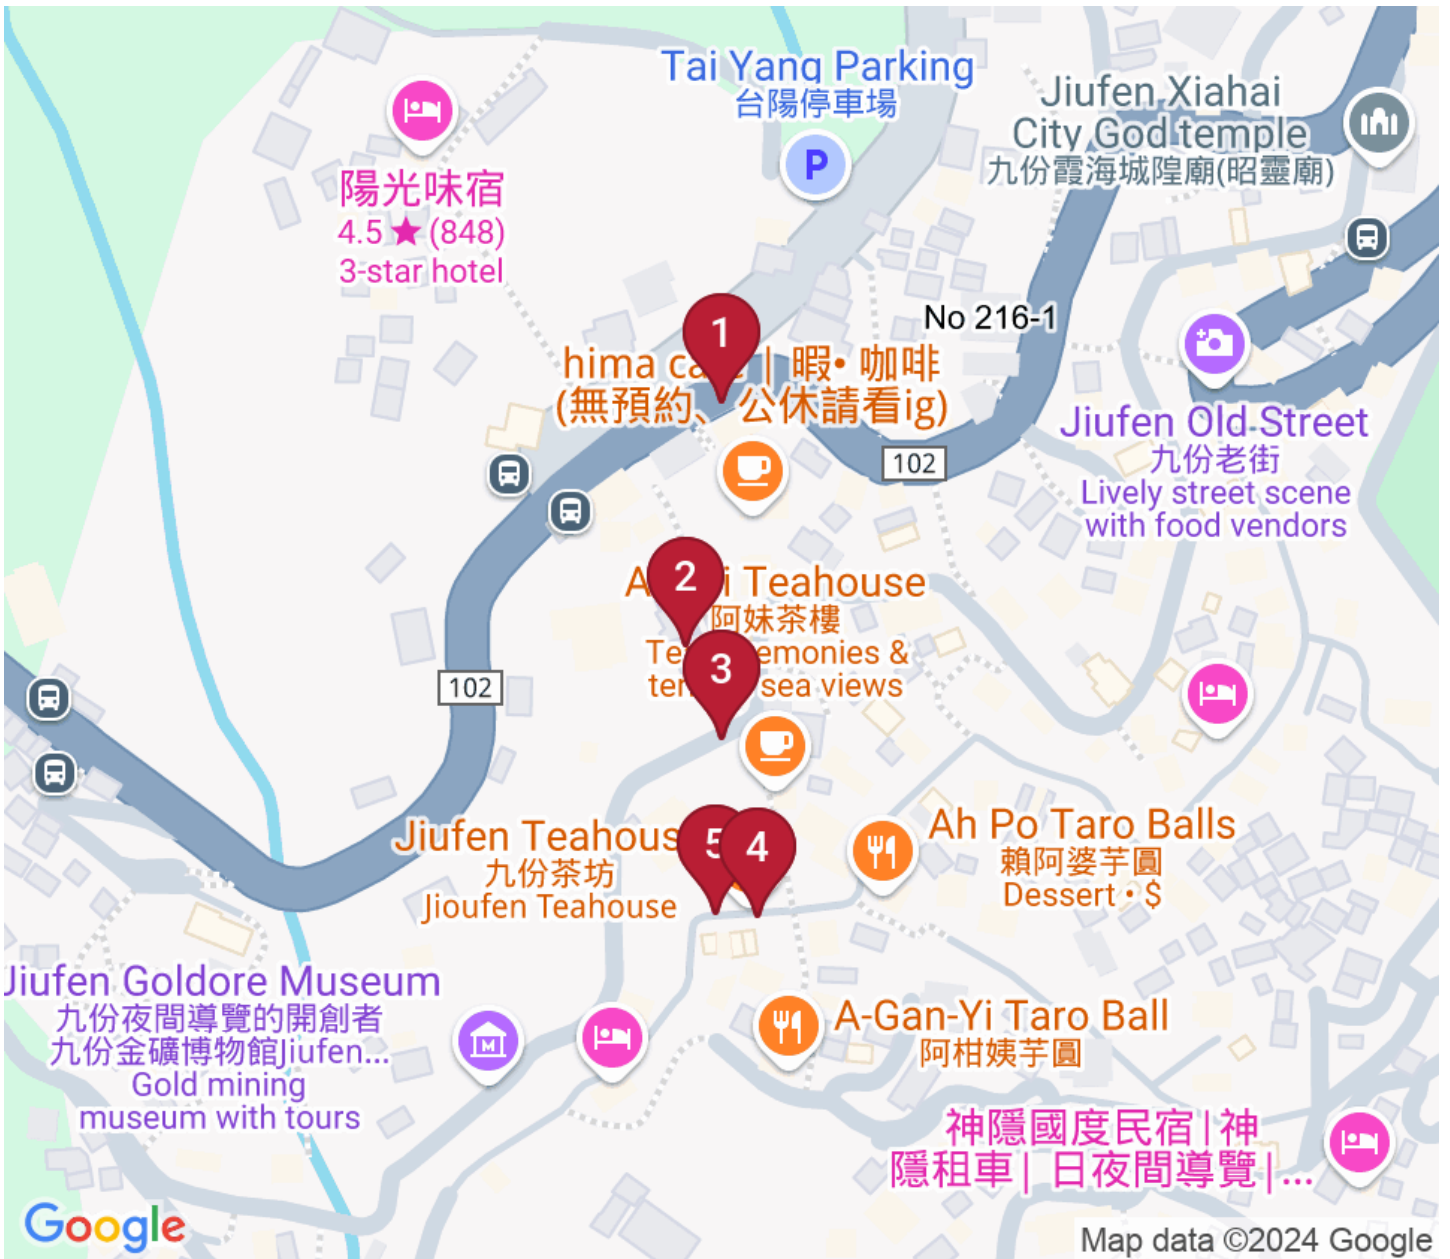 Tai Yang Parking
台陽停車場
P
Jiufen Xiahai
City God temple
九份霞海城隍廟(昭靈廟)
陽光味宿
4.5 ★ (848)
3-star hotel
No 216-1
1
hima | 暇• 咖啡
(無預約、公休請看ig)
102
Jiufen Old Street
九份老街
Lively street scene
with food vendors
2
Teahouse
阿妹茶樓
3
sea views
102
Jiufen
九份茶坊
Jioufen Teahouse
5
4
Ah Po Taro Balls
賴阿婆芋圓
Dessert • $
Jiufen Goldore Museum
九份夜間導覽的開創者
九份金礦博物館Jiufen...
Gold mining
museum with tours
M
A-Gan-Yi Taro Ball
阿柑姨芋圓
神隱國度民宿|神
隱租車| 日夜間導覽|...
Google
Map data ©2024 Google